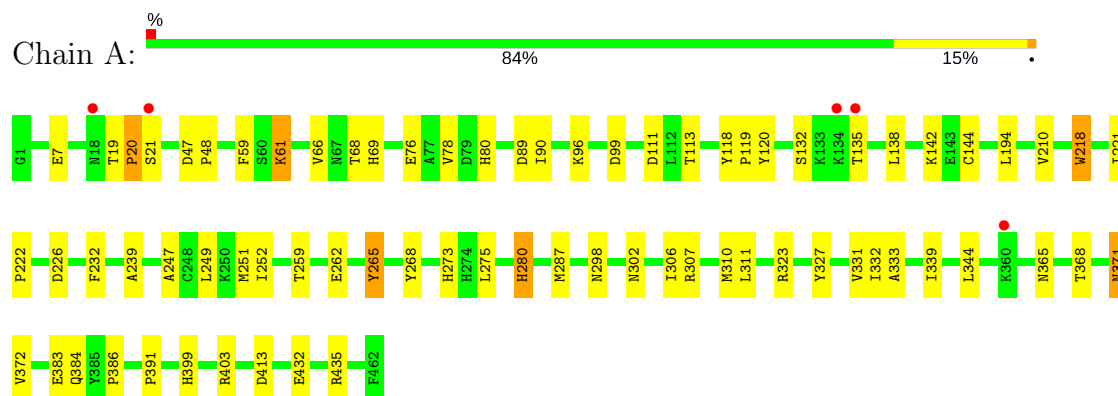 %
Chain A:
84% 15% •
G1 E7 N18 T19 P20 S21 D47 P48 F59 S60 K61 V66 N67 T68 H69 E76 A77 V78 D79 H80 D89 I90 K96 D99 D111 L112 T113 Y118 P119 Y120 S132 K133 K134 T135 L138 K142 E143 C144 L194 V210 W218
P222 D226 F232 A239 A247 C248 L249 K250 M251 I252 T259 E262 Y265 Y268 H273 H274 L275 H280 M287 N298 N302 I306 R307 M310 L311 R323 Y327 V331 I332 A333 I339 L344 K360 N365 T368
V372 E383 Q384 Y385 P386 P391 H399 R403 D413 E432 R435 F462